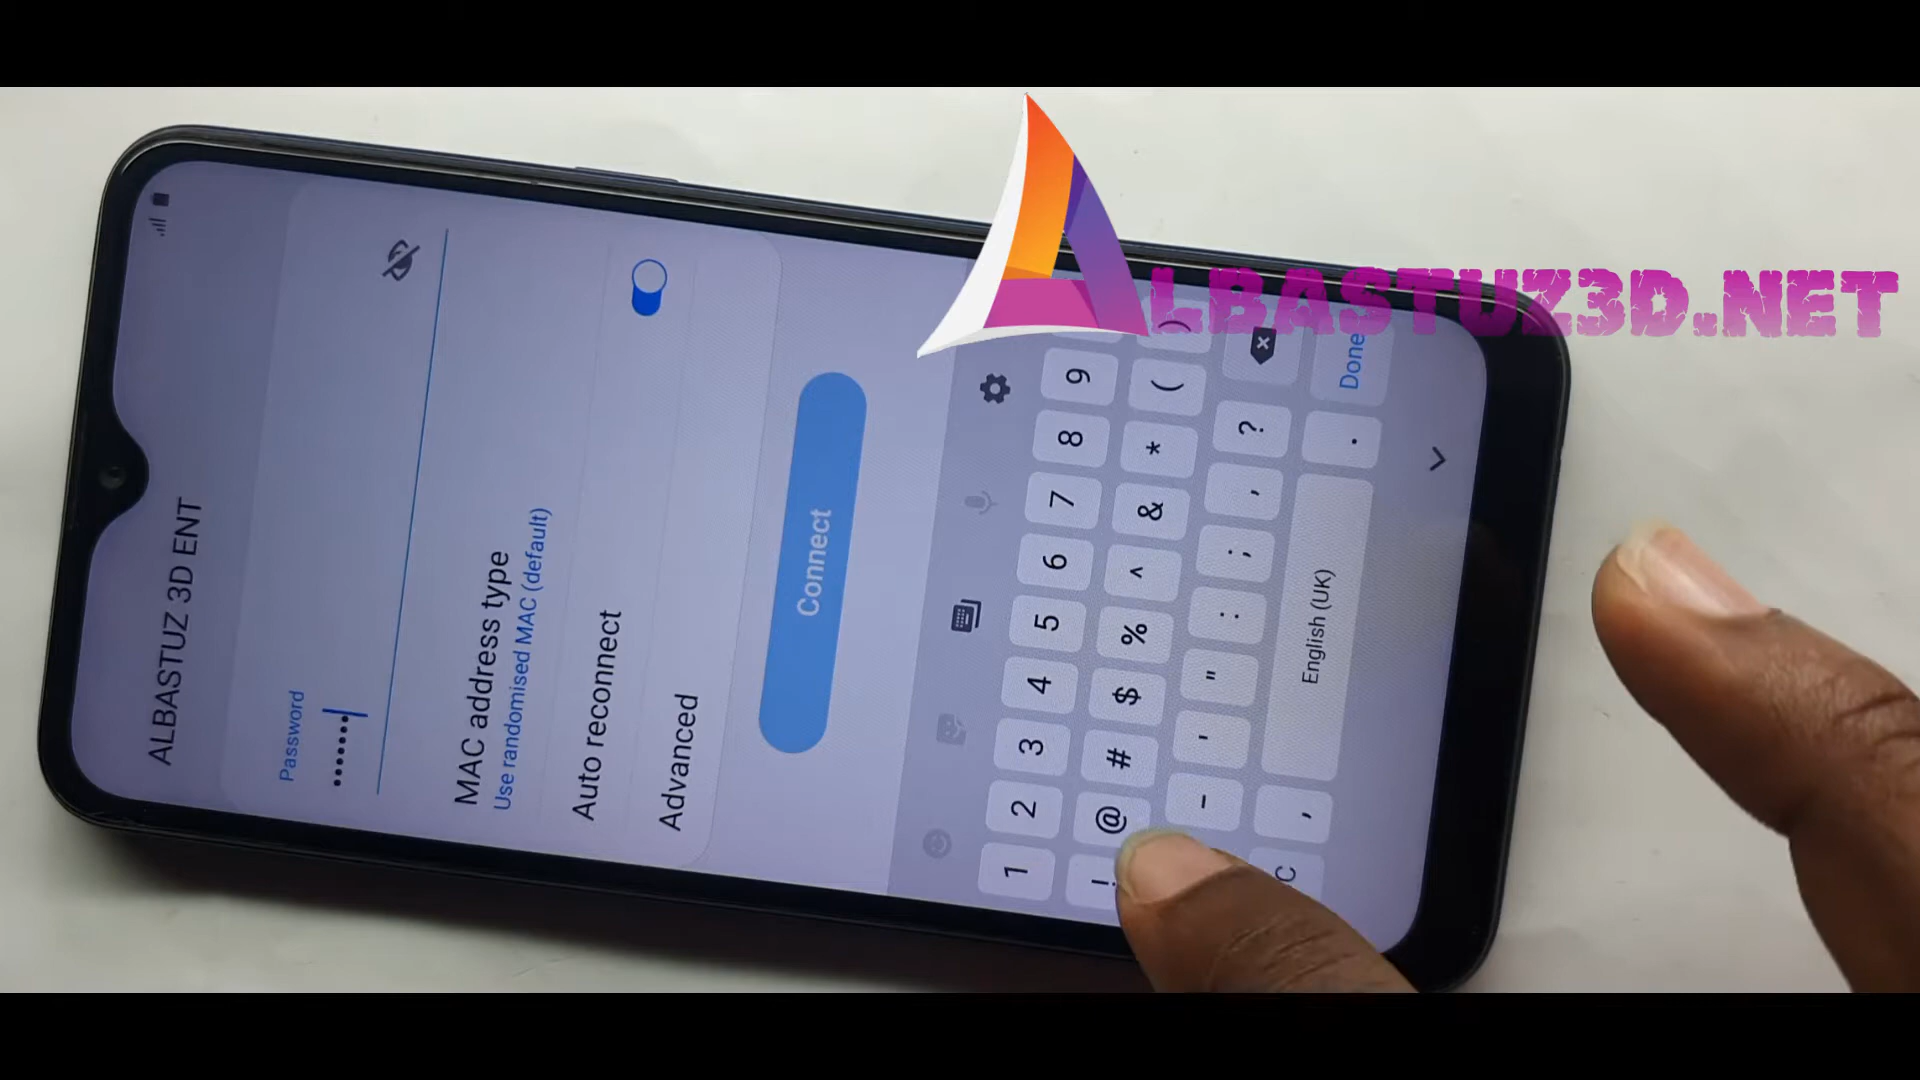 ALBASTUZ3D.NET
ALBASTUZ 3D ENT
Password
••••••••
MAC address type
Use randomised MAC (default)
Auto reconnect
Advanced
Connect
1 2 3 4 5 6 7 8 9
! @ # $ % ^ & * ( )
- ' " : ; , ?
, English (UK) . Done